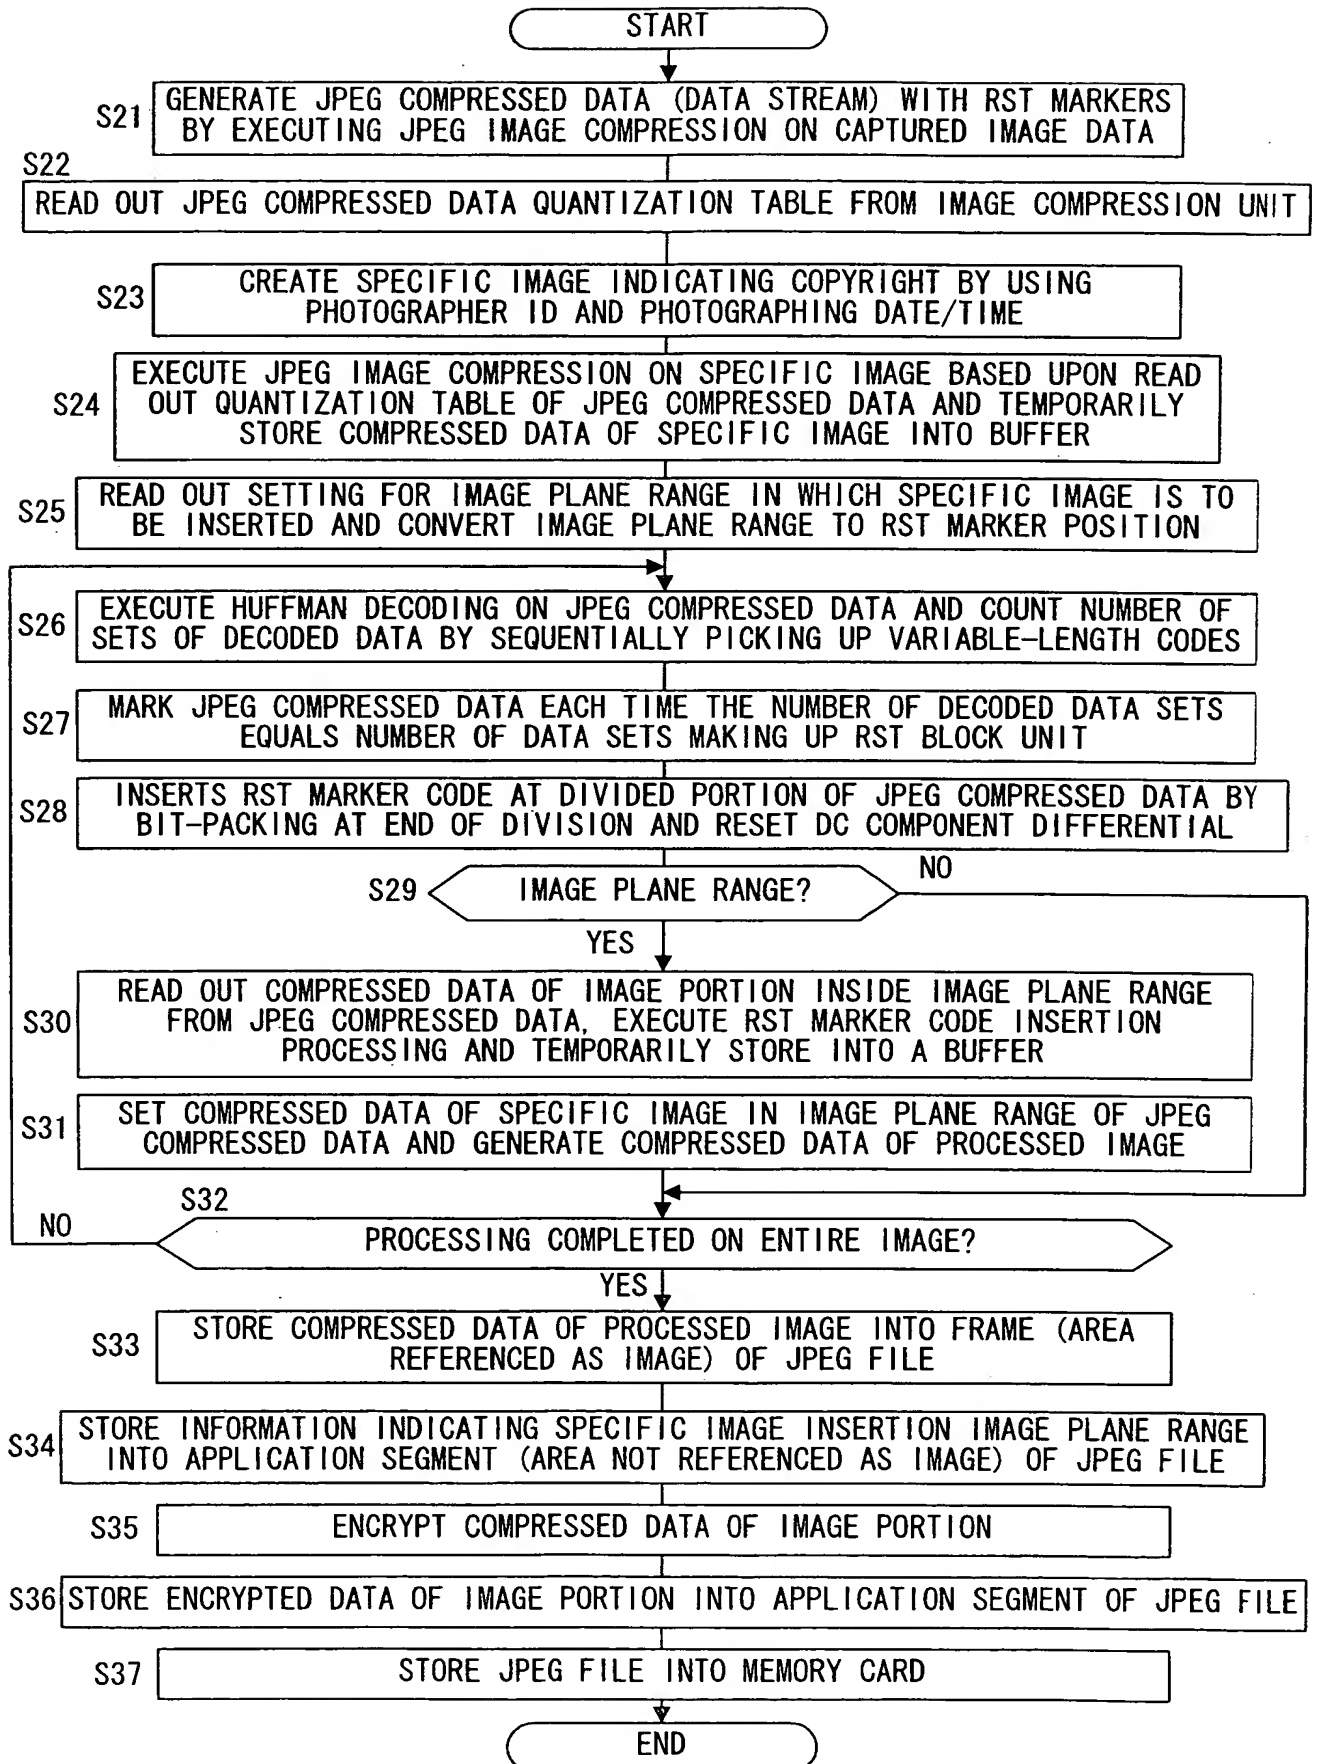 START
S21
GENERATE JPEG COMPRESSED DATA (DATA STREAM) WITH RST MARKERS
BY EXECUTING JPEG IMAGE COMPRESSION ON CAPTURED IMAGE DATA
S22
READ OUT JPEG COMPRESSED DATA QUANTIZATION TABLE FROM IMAGE COMPRESSION UNIT
S23
CREATE SPECIFIC IMAGE INDICATING COPYRIGHT BY USING
PHOTOGRAPHER ID AND PHOTOGRAPHING DATE/TIME
S24
EXECUTE JPEG IMAGE COMPRESSION ON SPECIFIC IMAGE BASED UPON READ
OUT QUANTIZATION TABLE OF JPEG COMPRESSED DATA AND TEMPORARILY
STORE COMPRESSED DATA OF SPECIFIC IMAGE INTO BUFFER
S25
READ OUT SETTING FOR IMAGE PLANE RANGE IN WHICH SPECIFIC IMAGE IS TO
BE INSERTED AND CONVERT IMAGE PLANE RANGE TO RST MARKER POSITION
S26
EXECUTE HUFFMAN DECODING ON JPEG COMPRESSED DATA AND COUNT NUMBER OF
SETS OF DECODED DATA BY SEQUENTIALLY PICKING UP VARIABLE-LENGTH CODES
S27
MARK JPEG COMPRESSED DATA EACH TIME THE NUMBER OF DECODED DATA SETS
EQUALS NUMBER OF DATA SETS MAKING UP RST BLOCK UNIT
S28
INSERTS RST MARKER CODE AT DIVIDED PORTION OF JPEG COMPRESSED DATA BY
BIT-PACKING AT END OF DIVISION AND RESET DC COMPONENT DIFFERENTIAL
NO
S29
IMAGE PLANE RANGE?
YES
S30
READ OUT COMPRESSED DATA OF IMAGE PORTION INSIDE IMAGE PLANE RANGE
FROM JPEG COMPRESSED DATA, EXECUTE RST MARKER CODE INSERTION
PROCESSING AND TEMPORARILY STORE INTO A BUFFER
S31
SET COMPRESSED DATA OF SPECIFIC IMAGE IN IMAGE PLANE RANGE OF JPEG
COMPRESSED DATA AND GENERATE COMPRESSED DATA OF PROCESSED IMAGE
S32
NO
PROCESSING COMPLETED ON ENTIRE IMAGE?
YES
S33
STORE COMPRESSED DATA OF PROCESSED IMAGE INTO FRAME (AREA
REFERENCED AS IMAGE) OF JPEG FILE
S34
STORE INFORMATION INDICATING SPECIFIC IMAGE INSERTION IMAGE PLANE RANGE
INTO APPLICATION SEGMENT (AREA NOT REFERENCED AS IMAGE) OF JPEG FILE
S35
ENCRYPT COMPRESSED DATA OF IMAGE PORTION
S36
STORE ENCRYPTED DATA OF IMAGE PORTION INTO APPLICATION SEGMENT OF JPEG FILE
S37
STORE JPEG FILE INTO MEMORY CARD
END